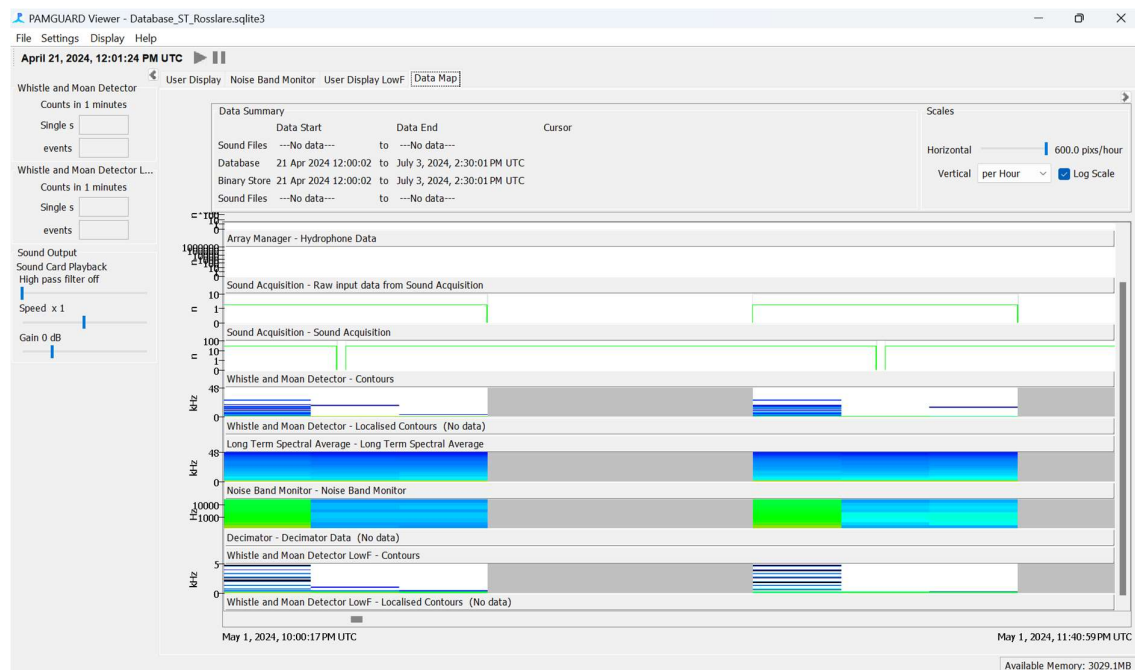 PAMGUARD Viewer - Database_ST_Rosslare.sqlite3
File Settings Display Help
April 21, 2024, 12:01:24 PM UTC
User Display Noise Band Monitor User Display LowF Data Map
Whistle and Moan Detector
Counts in 1 minutes
Single s
events
Whistle and Moan Detector L...
Counts in 1 minutes
Single s
events
Sound Output
Sound Card Playback
High pass filter off
Speed x 1
Gain 0 dB
Data Summary
Data Start Data End Cursor
Sound Files ---No data--- to ---No data---
Database 21 Apr 2024 12:00:02 to July 3, 2024, 2:30:01 PM UTC
Binary Store 21 Apr 2024 12:00:02 to July 3, 2024, 2:30:01 PM UTC
Sound Files ---No data--- to ---No data---
Scales
Horizontal 600.0 pixs/hour
Vertical per Hour Log Scale
0
Array Manager - Hydrophone Data
0
Sound Acquisition - Raw input data from Sound Acquisition
10
n 1
0
Sound Acquisition - Sound Acquisition
100
10
n 1
0
Whistle and Moan Detector - Contours
48
kHz
0
Whistle and Moan Detector - Localised Contours (No data)
Long Term Spectral Average - Long Term Spectral Average
48
kHz
0
Noise Band Monitor - Noise Band Monitor
10000
Hz 1000
Decimator - Decimator Data (No data)
Whistle and Moan Detector LowF - Contours
5
kHz
0
Whistle and Moan Detector LowF - Localised Contours (No data)
May 1, 2024, 10:00:17 PM UTC May 1, 2024, 11:40:59 PM UTC
Available Memory: 3029.1MB